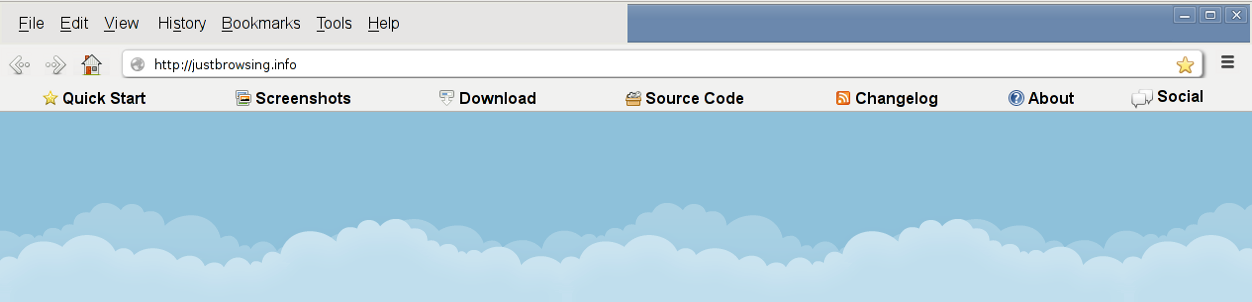 File Edit View History Bookmarks Tools Help
http://justbrowsing.info
Quick Start Screenshots Download Source Code Changelog About Social